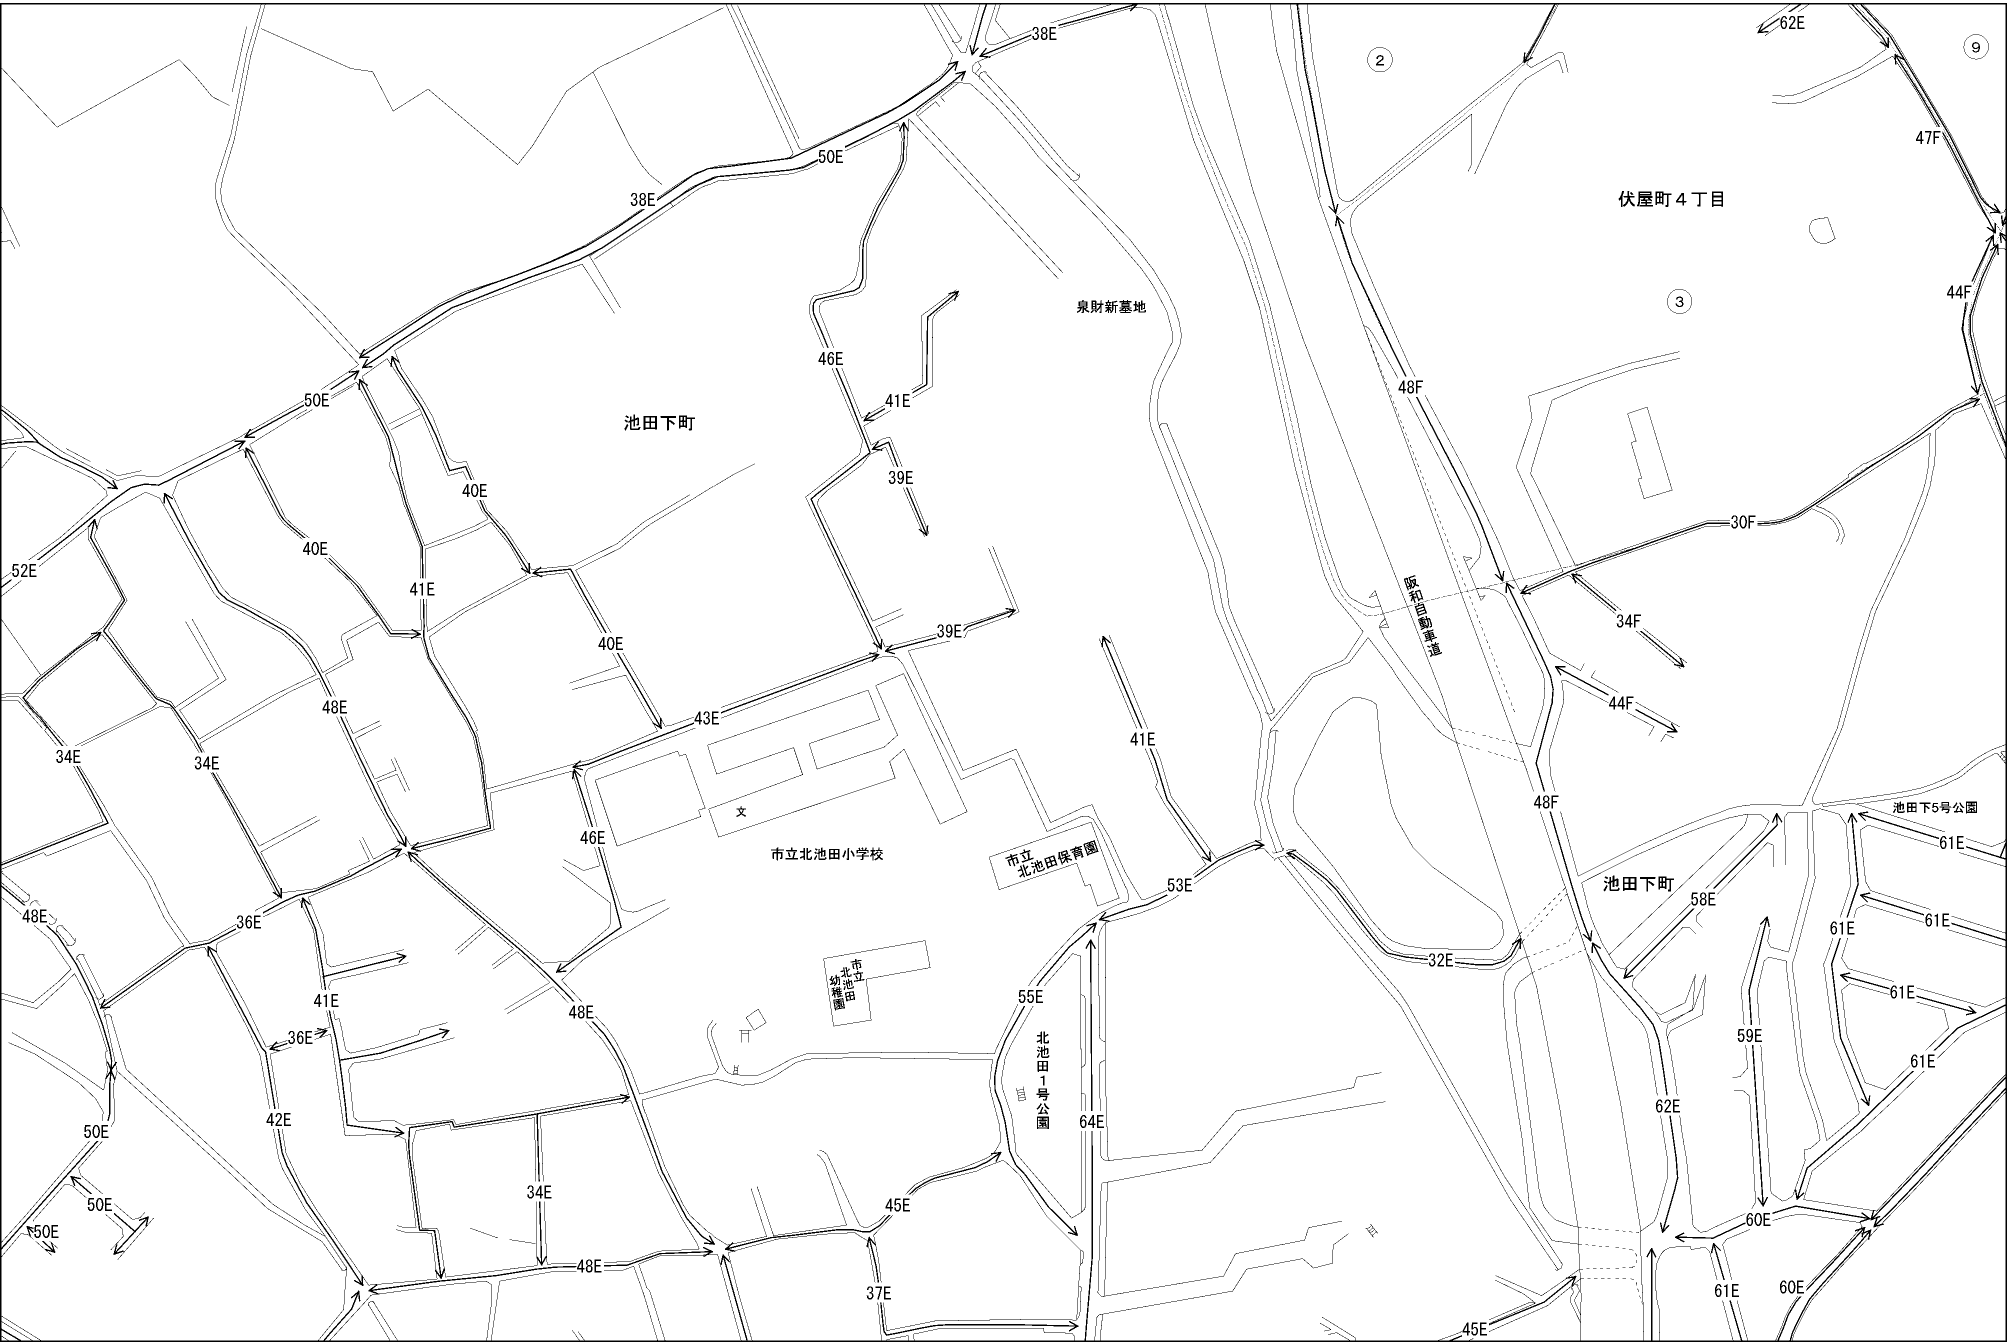 62E
38E
②
⑨
47F
50E
38E
伏屋町４丁目
44F
③
泉財新墓地
46E
48F
50E
41E
池田下町
39E
40E
30F
40E
52E
41E
阪和自動車道
34F
39E
40E
44F
48E
43E
41E
34E
34E
48F
池田下5号公園
文
46E
61E
市立北池田小学校
市立
北池田保育園
53E
池田下町
58E
48E
36E
61E
61E
32E
市立
北池田
幼稚園
61E
55E
41E
48E
36E
59E
北池田１号公園
61E
62E
42E
64E
50E
34E
50E
45E
60E
50E
48E
37E
61E
60E
45E